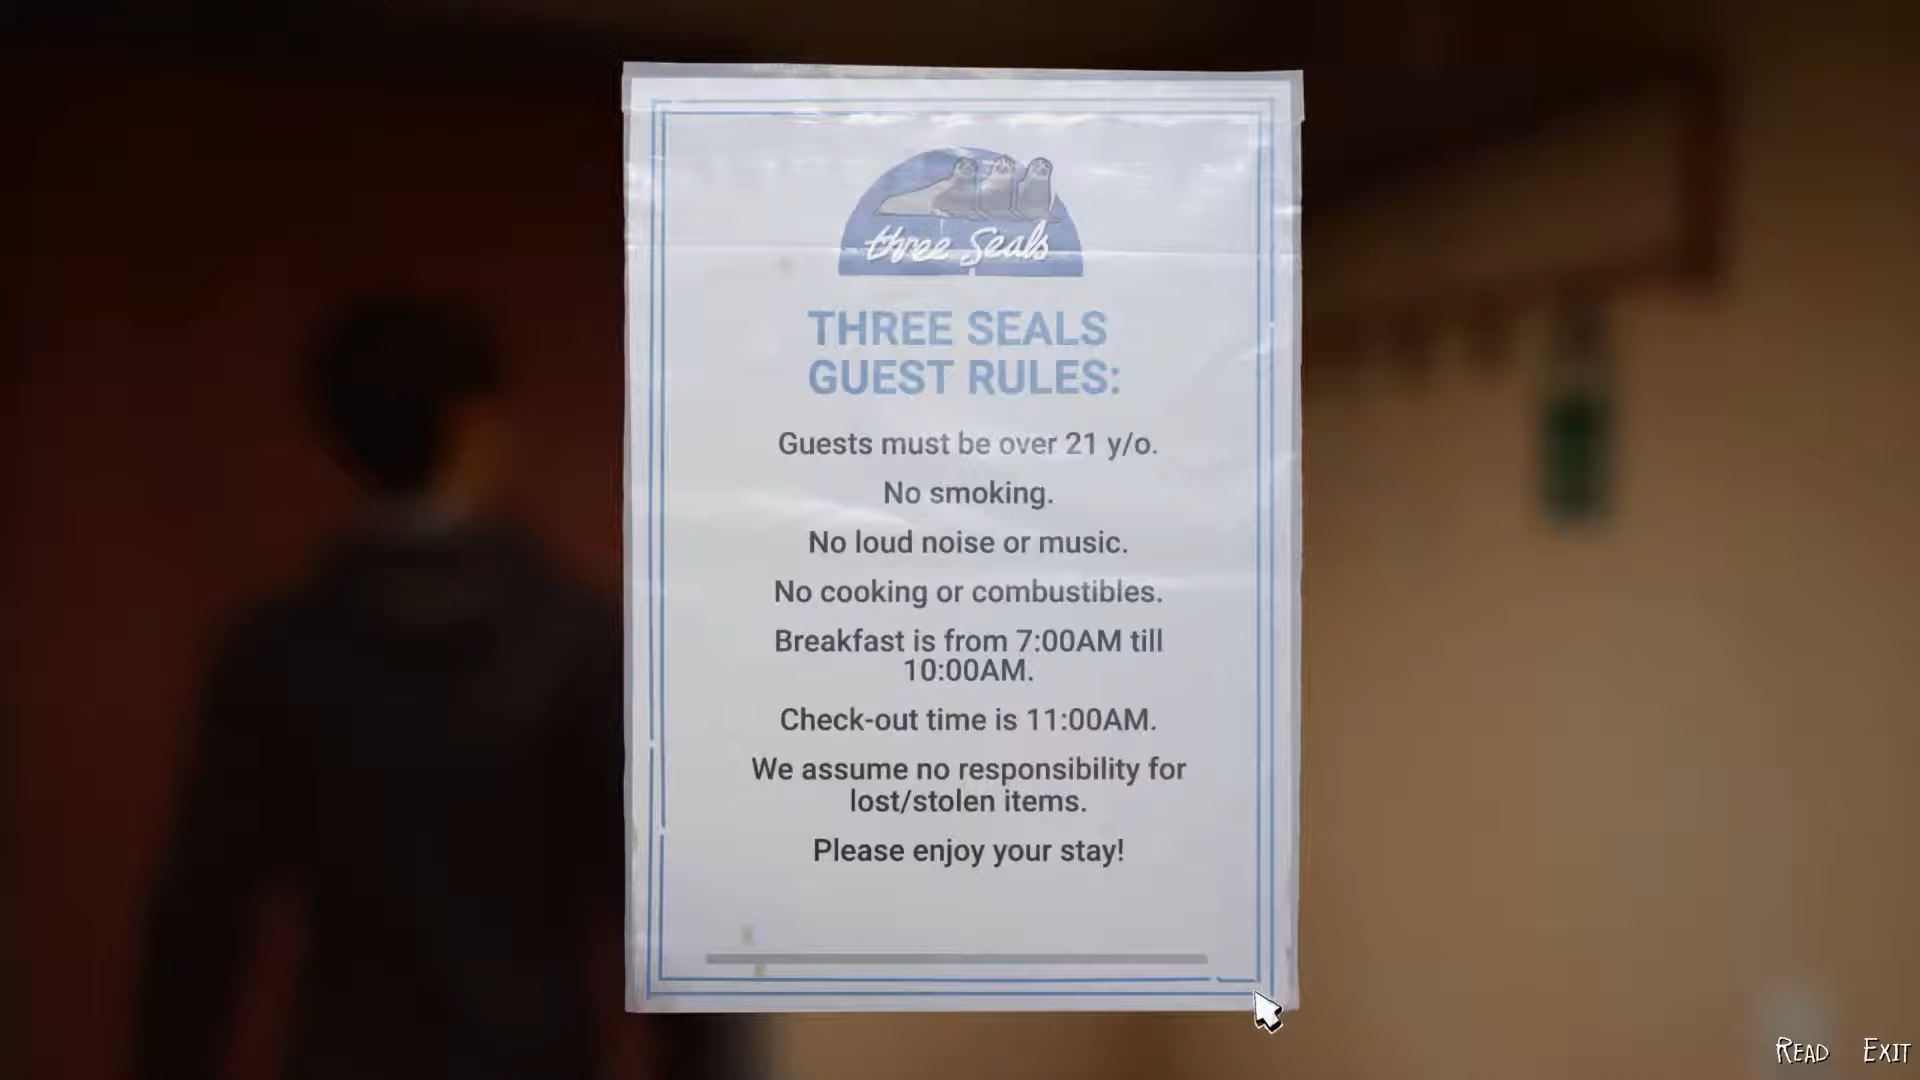 three Seals
THREE SEALS
GUEST RULES:
Guests must be over 21 y/o.
No smoking.
No loud noise or music.
No cooking or combustibles.
Breakfast is from 7:00AM till
10:00AM.
Check-out time is 11:00AM.
We assume no responsibility for
lost/stolen items.
Please enjoy your stay!
READ EXIT